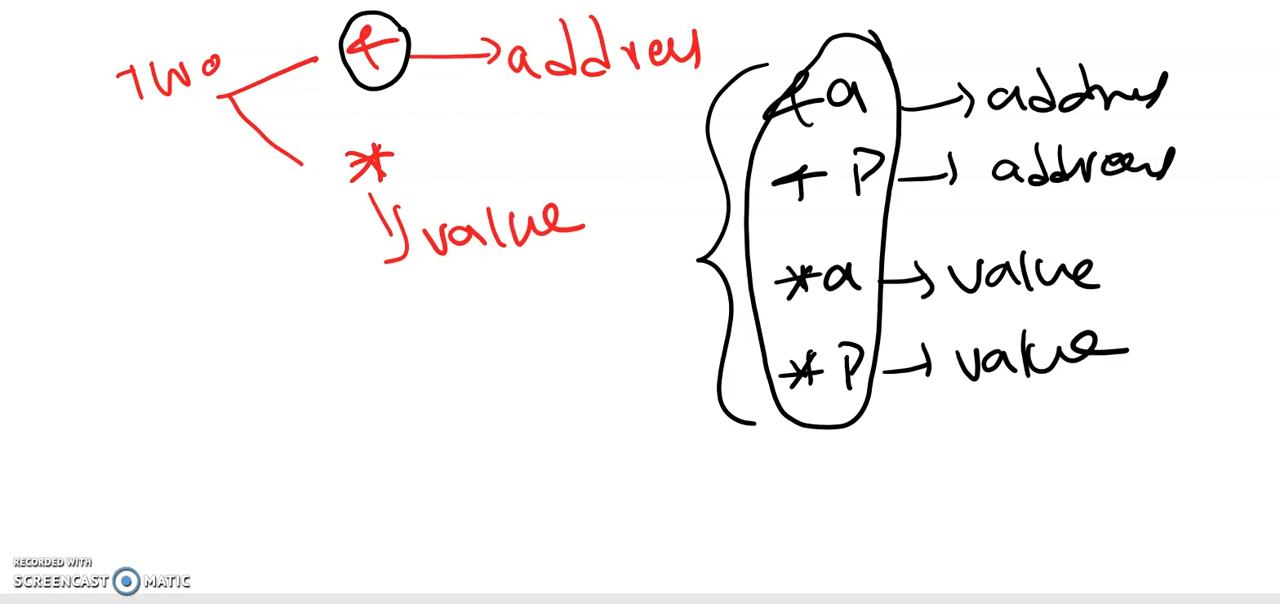 Two & → address
* → value
&a → address
& P → address
*a → value
* P → value
RECORDED WITH
SCREENCAST MATIC